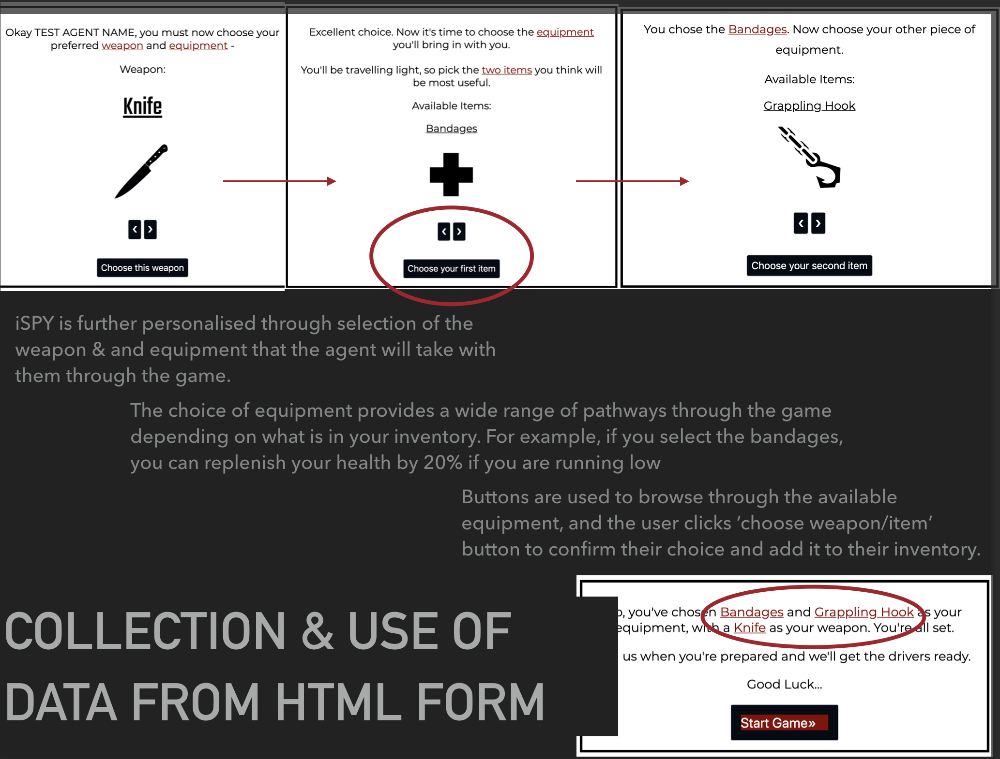 Okay TEST AGENT NAME, you must now choose your
preferred weapon and equipment -
Weapon:
Knife
‹ ›
Choose this weapon
Excellent choice. Now it's time to choose the equipment
you'll bring in with you.
You'll be travelling light, so pick the two items you think will
be most useful.
Available Items:
Bandages
‹ ›
Choose your first item
You chose the Bandages. Now choose your other piece of
equipment.
Available Items:
Grappling Hook
‹ ›
Choose your second item
iSPY is further personalised through selection of the
weapon & and equipment that the agent will take with
them through the game.
The choice of equipment provides a wide range of pathways through the game
depending on what is in your inventory. For example, if you select the bandages,
you can replenish your health by 20% if you are running low
Buttons are used to browse through the available
equipment, and the user clicks ‘choose weapon/item’
button to confirm their choice and add it to their inventory.
COLLECTION & USE OF
DATA FROM HTML FORM
, you've chosen Bandages and Grappling Hook as your
equipment, with a Knife as your weapon. You're all set.
us when you're prepared and we'll get the drivers ready.
Good Luck...
Start Game»